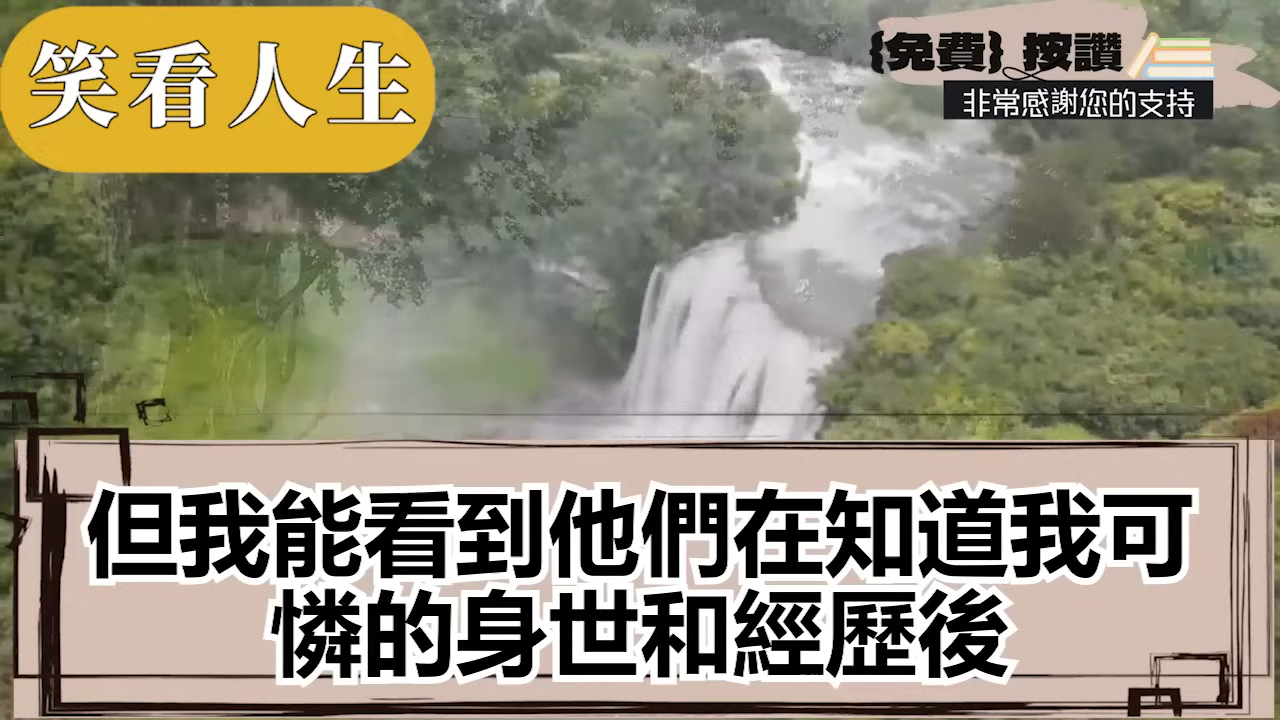 笑看人生
{免費} 按讚
非常感謝您的支持
但我能看到他們在知道我可
憐的身世和經歷後